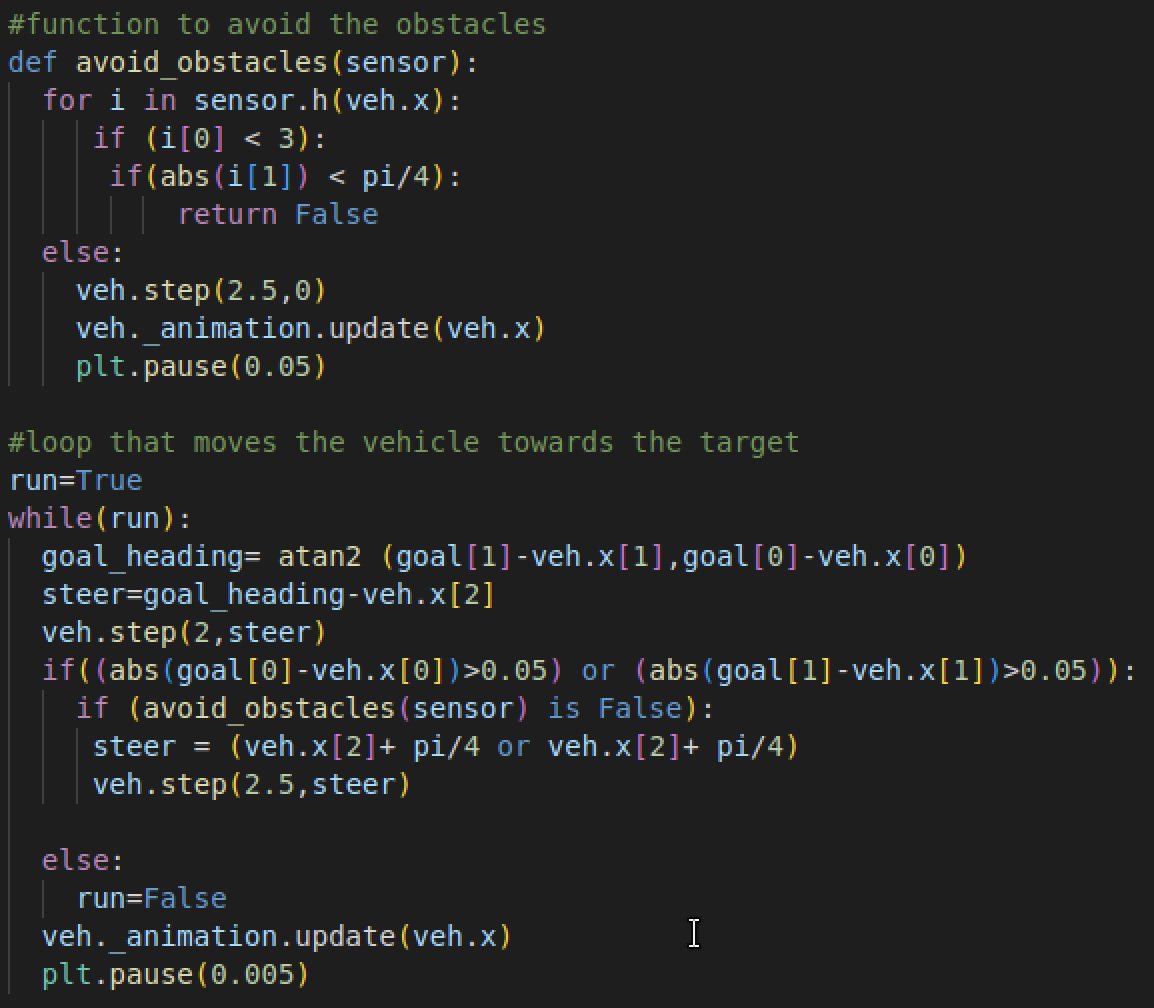 #function to avoid the obstacles
def avoid_obstacles(sensor):
  for i in sensor.h(veh.x):
     if (i[0] < 3):
      if(abs(i[1]) < pi/4):
          return False
  else:
    veh.step(2.5,0)
    veh._animation.update(veh.x)
    plt.pause(0.05)

#loop that moves the vehicle towards the target
run=True
while(run):
  goal_heading= atan2 (goal[1]-veh.x[1],goal[0]-veh.x[0])
  steer=goal_heading-veh.x[2]
  veh.step(2,steer)
  if((abs(goal[0]-veh.x[0])>0.05) or (abs(goal[1]-veh.x[1])>0.05)):
    if (avoid_obstacles(sensor) is False):
     steer = (veh.x[2]+ pi/4 or veh.x[2]+ pi/4)
     veh.step(2.5,steer)

  else:
    run=False
  veh._animation.update(veh.x)
  plt.pause(0.005)